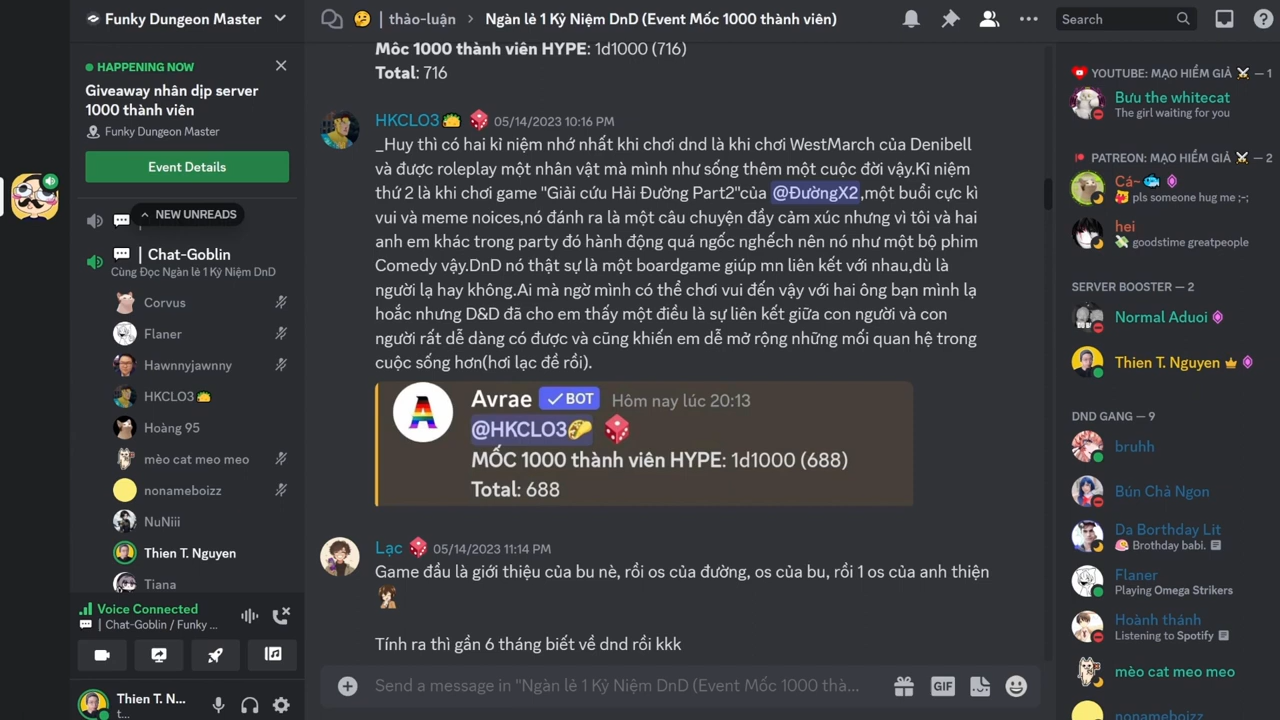 Funky Dungeon Master
thảo-luận
Ngàn lẻ 1 Kỷ Niệm DnD (Event Mốc 1000 thành viên)
Search
HAPPENING NOW
Giveaway nhân dịp server
1000 thành viên
Funky Dungeon Master
Event Details
NEW UNREADS
| Chat-Goblin
Cùng Đọc Ngàn lẻ 1 Kỷ Niệm DnD
Corvus
Flaner
Hawnnyjawnny
HKCLO3
Hoàng 95
mèo cat meo meo
nonameboizz
NuNiii
Thien T. Nguyen
Tiana
Voice Connected
| Chat-Goblin / Funky ...
Thien T. N...
t...
Mốc 1000 thành viên HYPE: 1d1000 (716)
Total: 716
HKCLO3 05/14/2023 10:16 PM
_Huy thì có hai kỉ niệm nhớ nhất khi chơi dnd là khi chơi WestMarch của Denibell
và được roleplay một nhân vật mà mình như sống thêm một cuộc đời vậy.Kỉ niệm
thứ 2 là khi chơi game "Giải cứu Hải Đường Part2"của @ĐườngX2,một buổi cực kì
vui và meme noices,nó đánh ra là một câu chuyện đầy cảm xúc nhưng vì tôi và hai
anh em khác trong party đó hành động quá ngốc nghếch nên nó như một bộ phim
Comedy vậy.DnD nó thật sự là một boardgame giúp mn liên kết với nhau,dù là
người lạ hay không.Ai mà ngờ mình có thể chơi vui đến vậy với hai ông bạn mình lạ
hoắc nhưng D&D đã cho em thấy một điều là sự liên kết giữa con người và con
người rất dễ dàng có được và cũng khiến em dễ mở rộng những mối quan hệ trong
cuộc sống hơn(hơi lạc đề rồi).
A
Avrae BOT Hôm nay lúc 20:13
@HKCLO3
MỐC 1000 thành viên HYPE: 1d1000 (688)
Total: 688
Lạc 05/14/2023 11:14 PM
Game đầu là giới thiệu của bu nè, rồi os của đường, os của bu, rồi 1 os của anh thiện
Tính ra thì gần 6 tháng biết về dnd rồi kkk
Send a message in "Ngàn lẻ 1 Kỷ Niệm DnD (Event Mốc 1000 thà...
GIF
YOUTUBE: MẠO HIỂM GIẢ — 1
Bưu the whitecat
The girl waiting for you
PATREON: MẠO HIỂM GIẢ — 2
Cá~
pls someone hug me ;-;
hei
goodstime greatpeople
SERVER BOOSTER — 2
Normal Aduoi
Thien T. Nguyen
DND GANG — 9
bruhh
Bún Chả Ngon
Da Borthday Lit
Brothday babi.
Flaner
Playing Omega Strikers
Hoành thánh
Listening to Spotify
mèo cat meo meo
nonameboizz